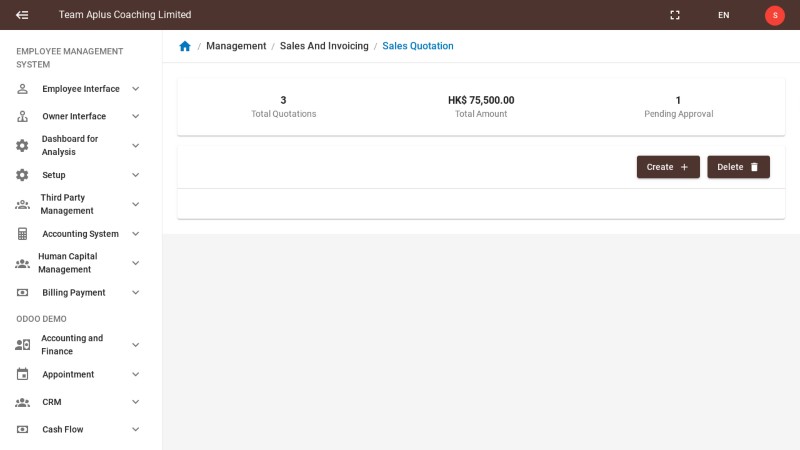 Team Aplus Coaching Limited
EN
S
EMPLOYEE MANAGEMENT
SYSTEM
Employee Interface
Owner Interface
Dashboard for
Analysis
Setup
Third Party
Management
Accounting System
Human Capital
Management
Billing Payment
ODOO DEMO
Accounting and
Finance
Appointment
CRM
Cash Flow
/ Management / Sales And Invoicing / Sales Quotation
3
Total Quotations
HK$ 75,500.00
Total Amount
1
Pending Approval
Create +
Delete